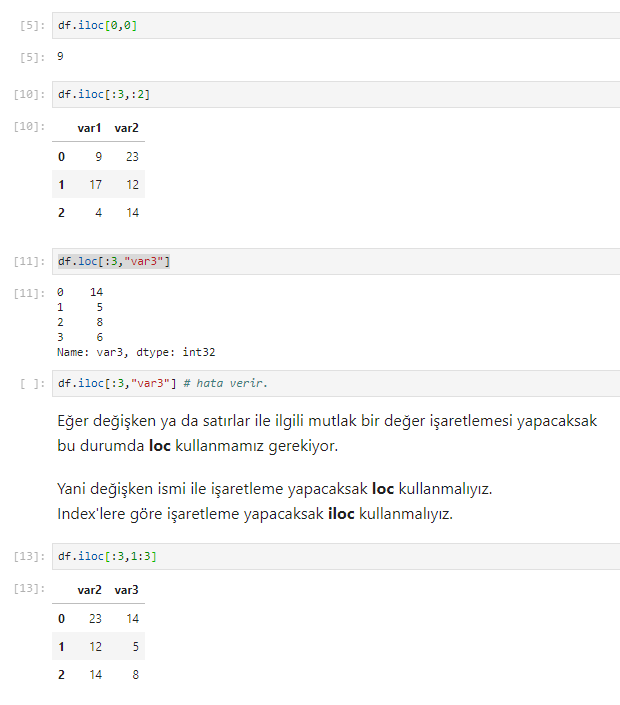 [5]: df.iloc[0,0]
[5]: 9
[10]: df.iloc[:3,:2]
[10]: var1 var2
0 9 23
1 17 12
2 4 14
[11]: df.loc[:3,"var3"]
[11]: 0 14
1 5
2 8
3 6
Name: var3, dtype: int32
[ ]: df.iloc[:3,"var3"] # hata verir.
Eğer değişken ya da satırlar ile ilgili mutlak bir değer işaretlemesi yapacaksak
bu durumda loc kullanmamız gerekiyor.
Yani değişken ismi ile işaretleme yapacaksak loc kullanmalıyız.
Index'lere göre işaretleme yapacaksak iloc kullanmalıyız.
[13]: df.iloc[:3,1:3]
[13]: var2 var3
0 23 14
1 12 5
2 14 8